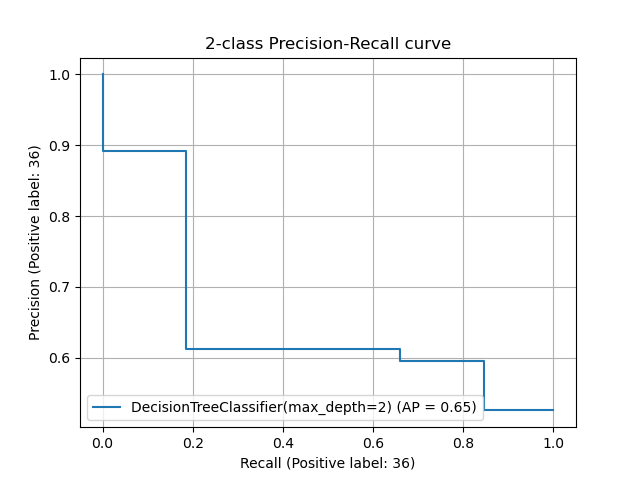 2-class Precision-Recall curve
1.0
0.9
0.8
0.7
0.6
Precision (Positive label: 36)
DecisionTreeClassifier(max_depth=2) (AP = 0.65)
0.0 0.2 0.4 0.6 0.8 1.0
Recall (Positive label: 36)